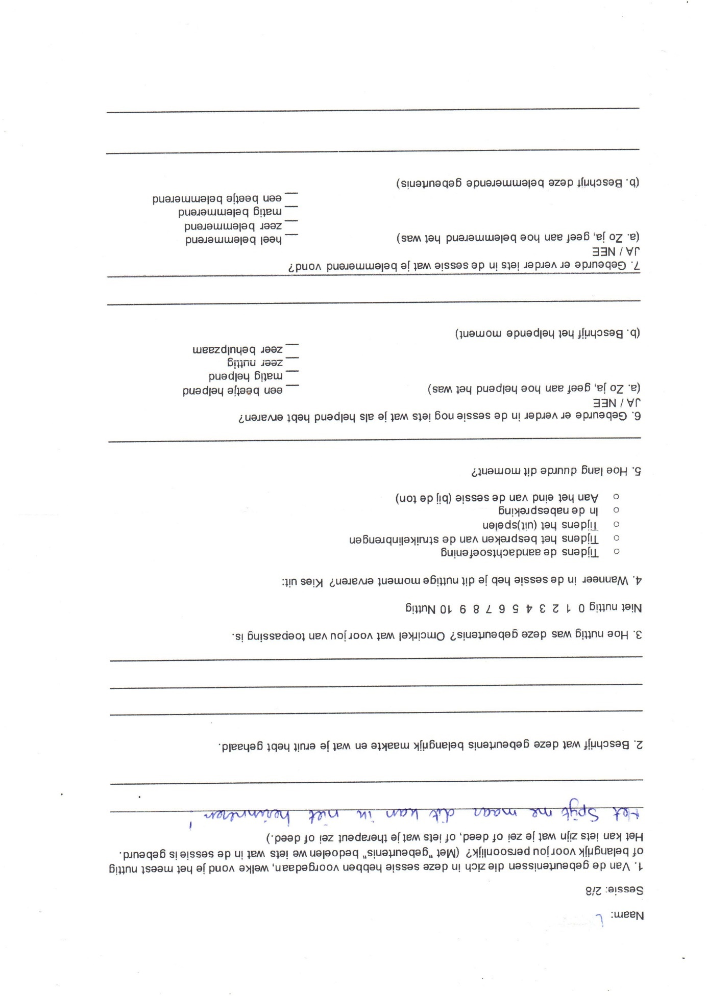 Naam: L
Sessie: 2/8
1. Van de gebeurtenissen die zich in deze sessie hebben voorgedaan, welke vond je het meest nuttig
of belangrijk voor jou persoonlijk? (Met "gebeurtenis" bedoelen we iets wat in de sessie is gebeurd.
Het kan iets zijn wat je zei of deed, of iets wat je therapeut zei of deed.)
Het spijt me maar dit kan in niet herinneren!
2. Beschrijf wat deze gebeurtenis belangrijk maakte en wat je eruit hebt gehaald.
3. Hoe nuttig was deze gebeurtenis? Omcirkel wat voor jou van toepassing is.
Niet nuttig 0 1 2 3 4 5 6 7 8 9 10 Nuttig
4. Wanneer in de sessie heb je dit nuttige moment ervaren? Kies uit:
○ Tijdens de aandachtsoefening
○ Tijdens het bespreken van de struikelinbrengen
○ Tijdens het (uit)spelen
○ In de nabespreking
○ Aan het eind van de sessie (bij de ton)
5. Hoe lang duurde dit moment?
6. Gebeurde er verder in de sessie nog iets wat je als helpend hebt ervaren?
JA / NEE
(a. Zo ja, geef aan hoe helpend het was) __ een beetje helpend
__ matig helpend
__ zeer nuttig
__ zeer behulpzaam
(b. Beschrijf het helpende moment)
7. Gebeurde er verder iets in de sessie wat je belemmerend vond?
JA / NEE
(a. Zo ja, geef aan hoe belemmerend het was) __ heel belemmerend
__ zeer belemmerend
__ matig belemmerend
__ een beetje belemmerend
(b. Beschrijf deze belemmerende gebeurtenis)